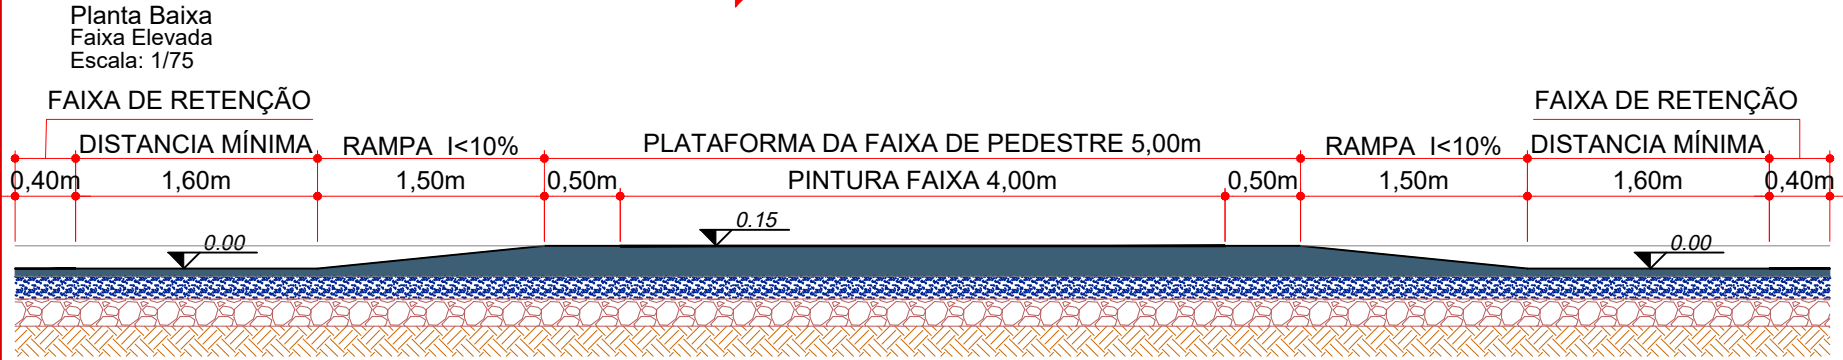 Planta Baixa
Faixa Elevada
Escala: 1/75
FAIXA DE RETENÇÃO
FAIXA DE RETENÇÃO
DISTANCIA MÍNIMA
RAMPA I<10%
PLATAFORMA DA FAIXA DE PEDESTRE 5,00m
RAMPA I<10%
DISTANCIA MÍNIMA
0,40m
1,60m
1,50m
0,50m
PINTURA FAIXA 4,00m
0,50m
1,50m
1,60m
0,40m
0.15
0.00
0.00